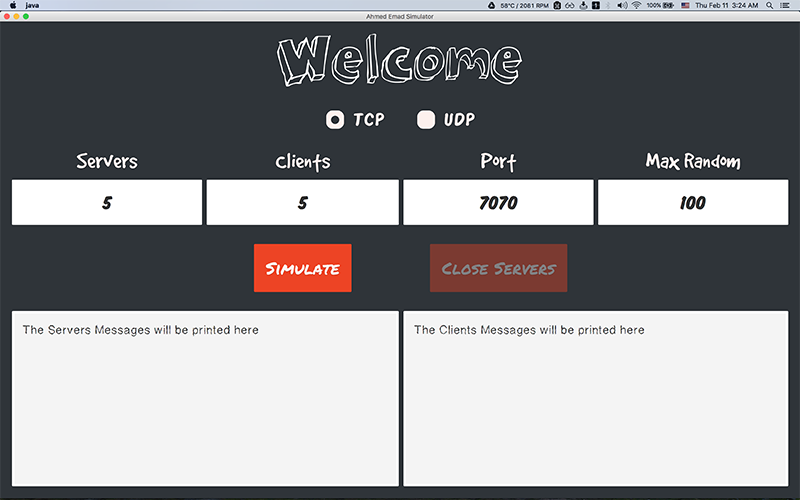 java
58°C / 2061 RPM
1
100%
Thu Feb 11 3:24 AM
Ahmed Emad Simulator
Welcome
TCP UDP
Servers Clients Port Max Random
5 5 7070 100
Simulate Close Servers
The Servers Messages will be printed here
The Clients Messages will be printed here